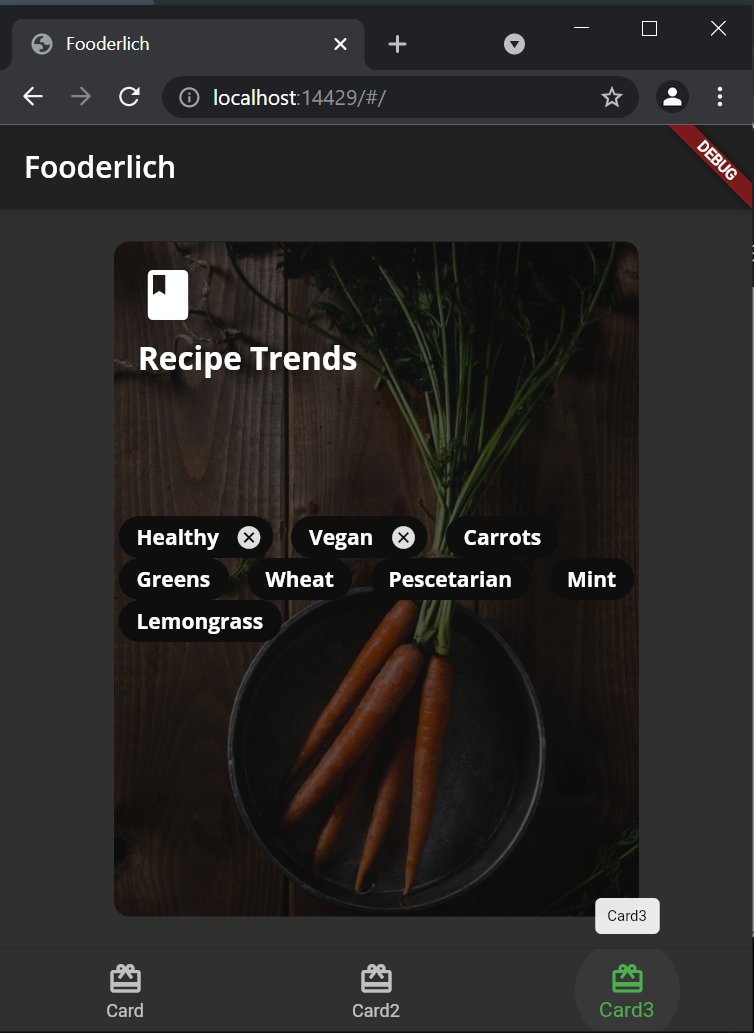 Fooderlich
localhost:14429/#/
Fooderlich
DEBUG
Recipe Trends
Healthy Vegan Carrots
Greens Wheat Pescetarian Mint
Lemongrass
Card3
Card Card2 Card3